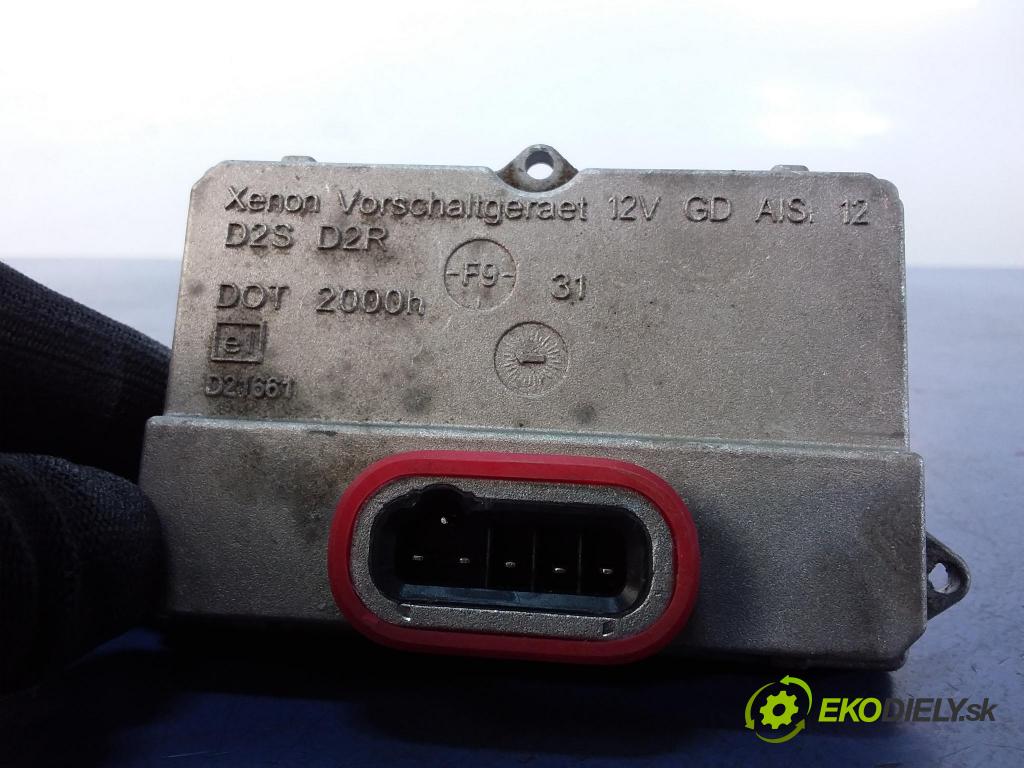 Xenon Vorschaltgeraet 12V GD AIS. 12
D2S D2R
-F9- 31
DOT 2000h
e1
D21661
EKODIELY.sk